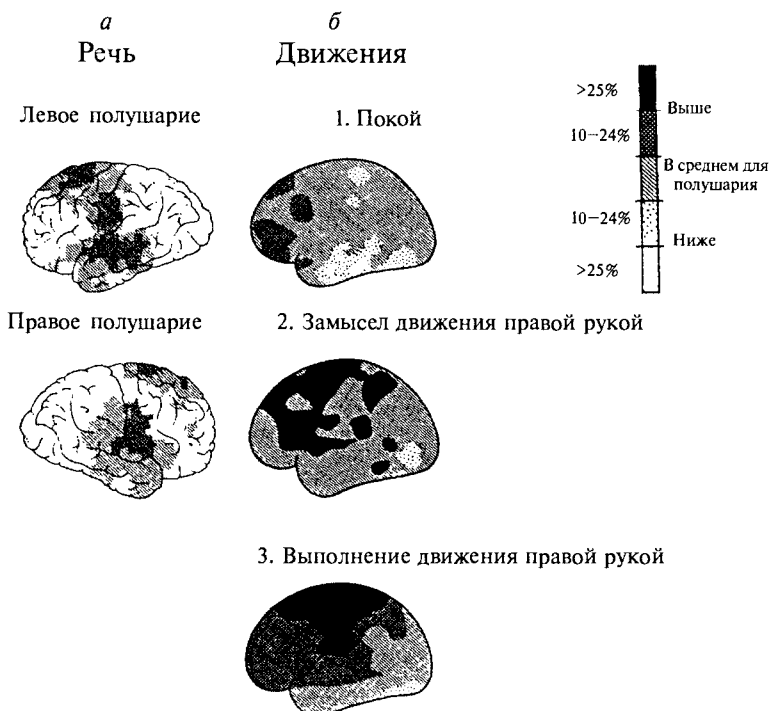 а
Речь
Левое полушарие
Правое полушарие
б
Движения
1. Покой
2. Замысел движения правой рукой
3. Выполнение движения правой рукой
>25%
Выше
10—24%
В среднем для
полушария
10—24%
Ниже
>25%